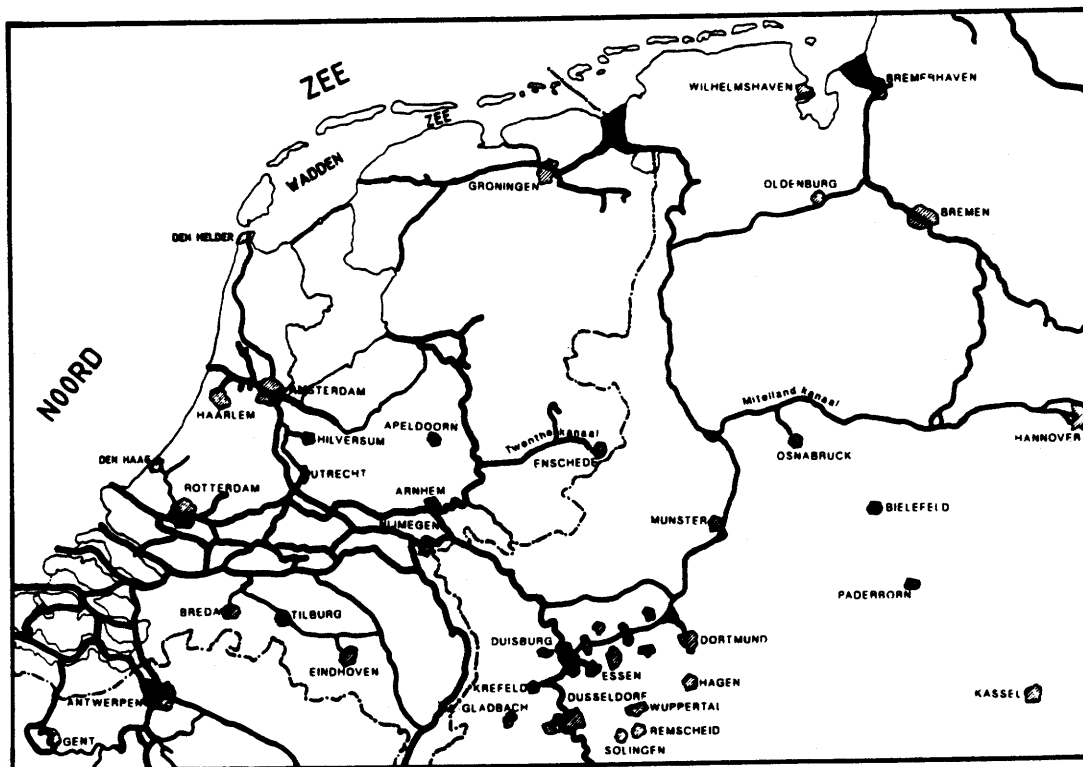 ZEE
ZEE
WADDEN
NOORD
WILHELMSHAVEN
BREMERHAVEN
GRONINGEN
OLDENBURG
BREMEN
DEN HELDER
AMSTERDAM
HAARLEM
HILVERSUM
APELDOORN
Twenthekanaal
ENSCHEDE
Mittelland kanaal
OSNABRUCK
HANNOVER
DEN HAAG
UTRECHT
ROTTERDAM
ARNHEM
IJMEGEN
MUNSTER
BIELEFELD
PADERBORN
BREDA
TILBURG
EINDHOVEN
DUISBURG
DORTMUND
ESSEN
KREFELD
HAGEN
KASSEL
ANTWERPEN
GLADBACH
DUSSELDORF
WUPPERTAL
REMSCHEID
SOLINGEN
GENT